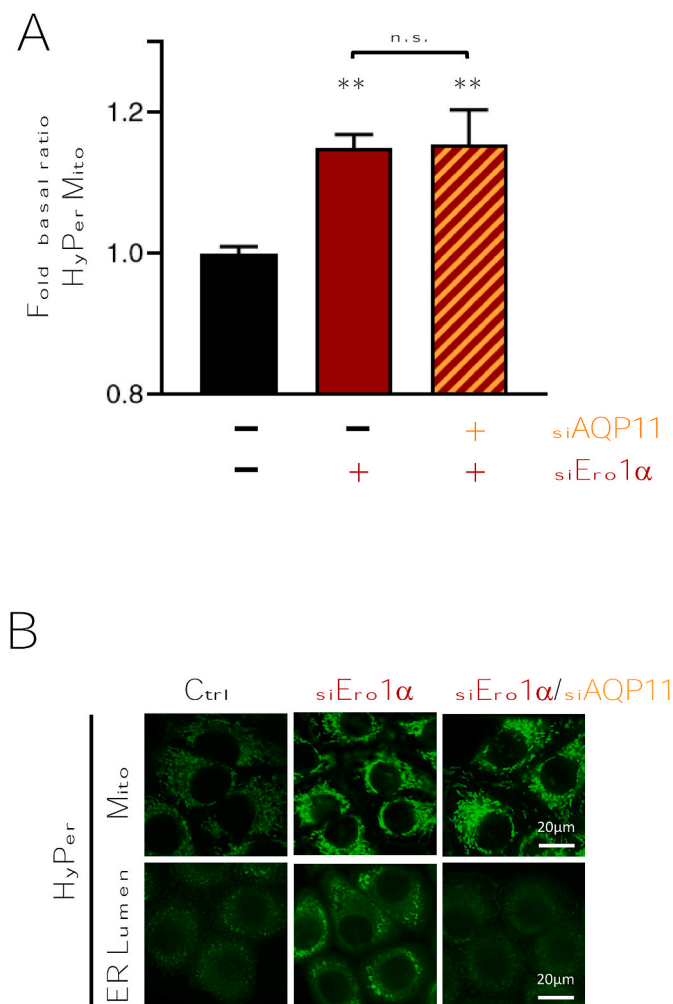 A
n.s.
** **
1.2
1.0
0.8
Fold basal ratio
HyPer Mito
− − + siAQP11
− + + siEro1α
B
Ctrl siEro1α siEro1α/siAQP11
HyPer
Mito
20µm
ER Lumen
20µm